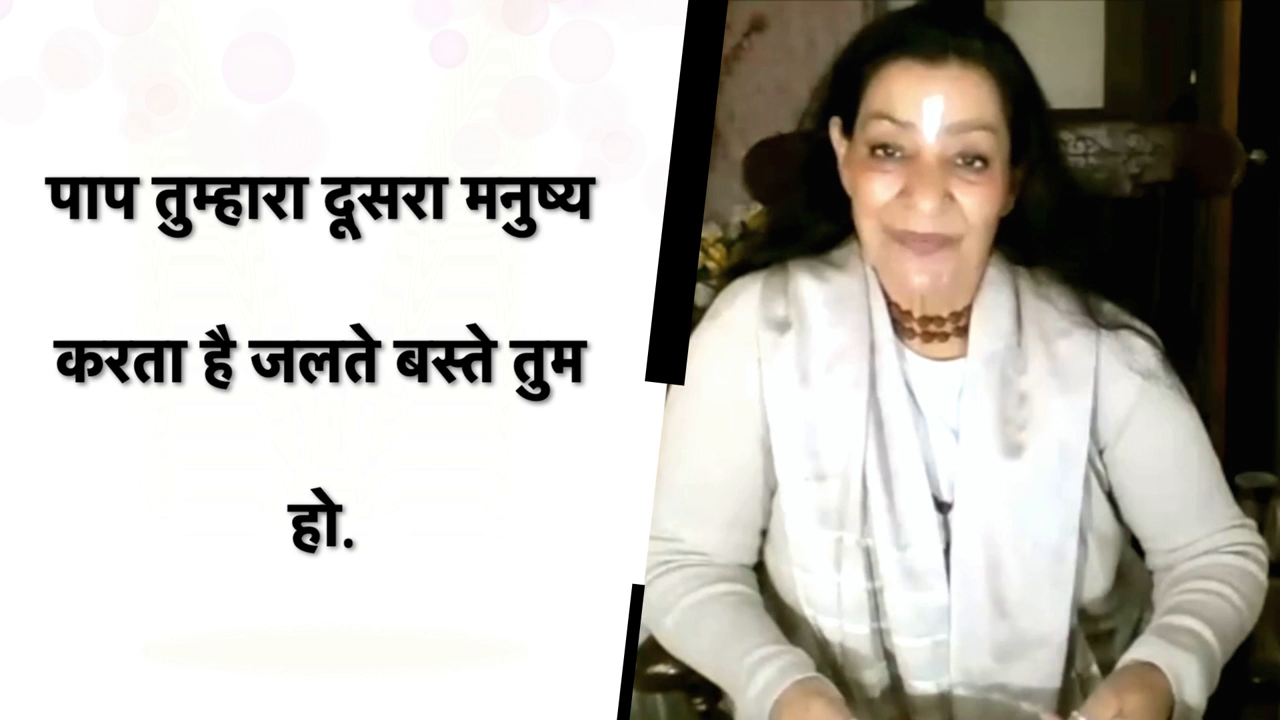 पाप तुम्हारा दूसरा मनुष्य
करता है जलते बस्ते तुम
हो.